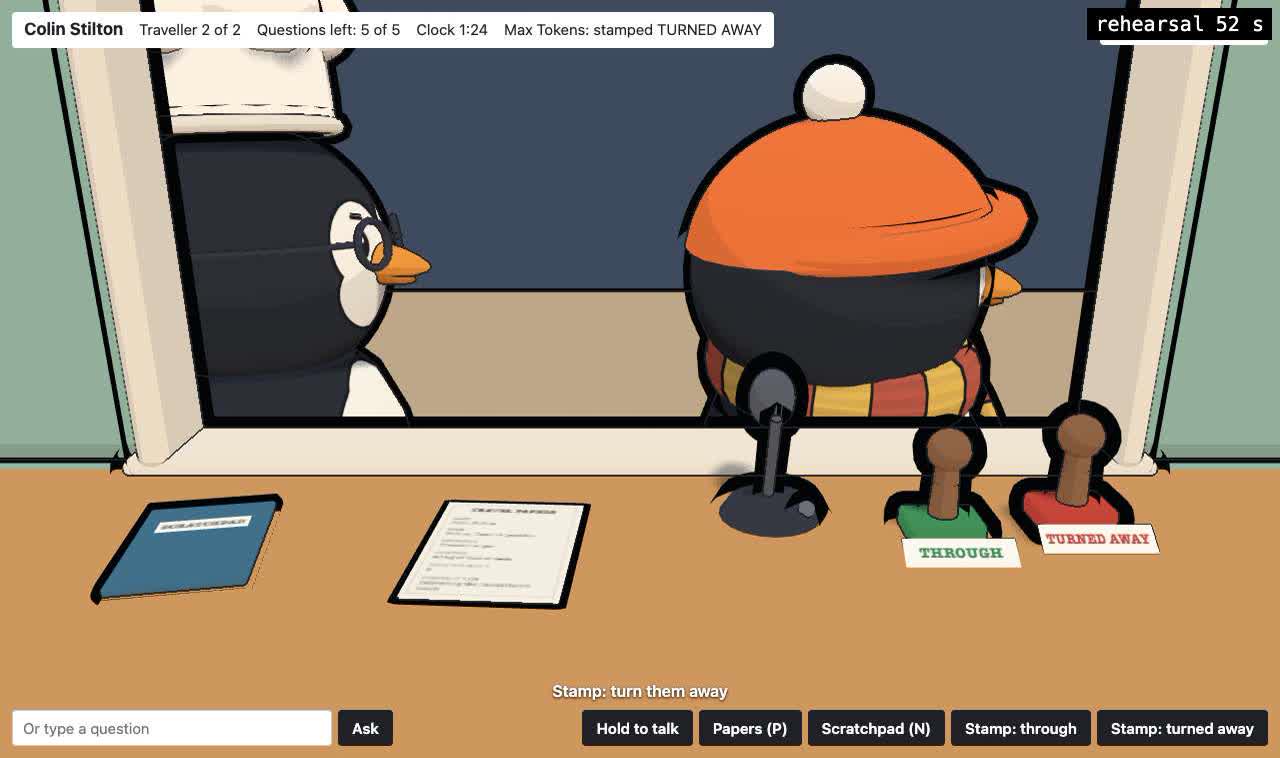 Colin Stilton Traveller 2 of 2 Questions left: 5 of 5 Clock 1:24 Max Tokens: stamped TURNED AWAY
rehearsal 52 s
SCRATCHPAD
TRAVEL PAPERS
THROUGH
TURNED AWAY
Stamp: turn them away
Or type a question
Ask
Hold to talk
Papers (P)
Scratchpad (N)
Stamp: through
Stamp: turned away